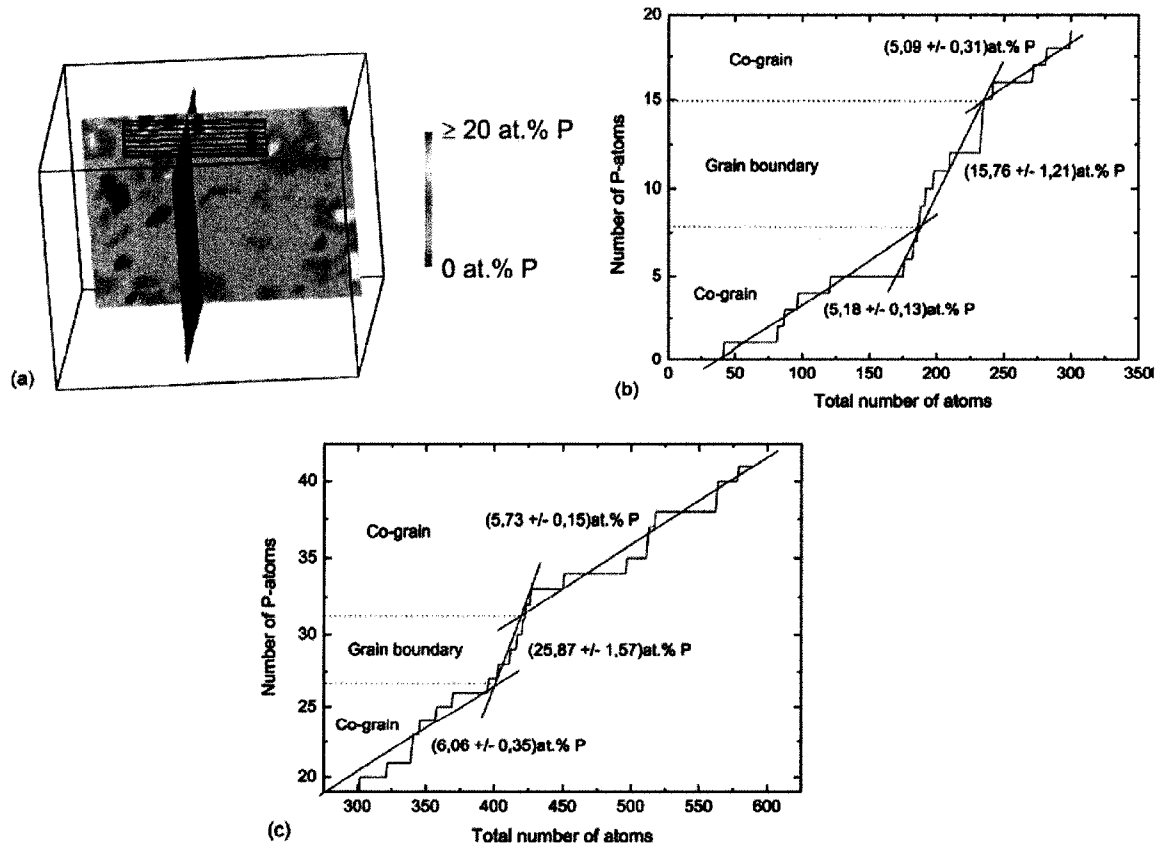 ≥ 20 at.% P
0 at.% P
(a)
20
15
10
5
0
Number of P-atoms
Co-grain
Grain boundary
Co-grain
(5,09 +/- 0,31)at.% P
(15,76 +/- 1,21)at.% P
(5,18 +/- 0,13)at.% P
0 50 100 150 200 250 300 350
Total number of atoms
(b)
40
35
30
25
20
Number of P-atoms
Co-grain
Grain boundary
Co-grain
(5,73 +/- 0,15)at.% P
(25,87 +/- 1,57)at.% P
(6,06 +/- 0,35)at.% P
300 350 400 450 500 550 600
Total number of atoms
(c)